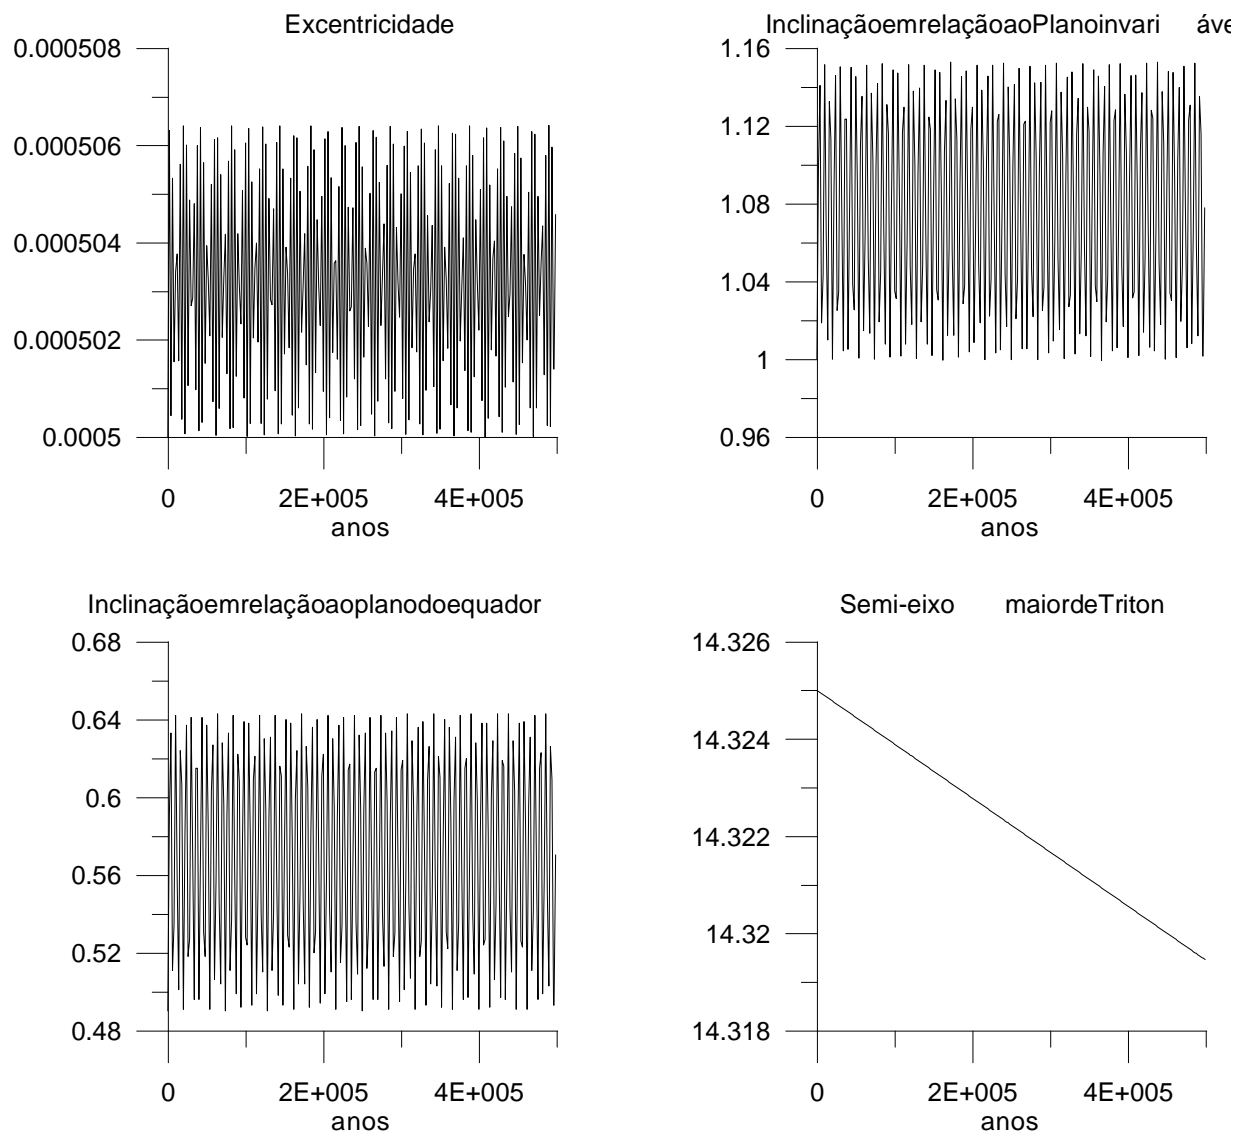 Excentricidade
0.000508
0.000506
0.000504
0.000502
0.0005
0 2E+005 4E+005
anos
InclinaçãoemrelaçãoaoPlanoinvari áve
1.16
1.12
1.08
1.04
1
0.96
0 2E+005 4E+005
anos
Inclinaçãoemrelaçãoaoplanodoequador
0.68
0.64
0.6
0.56
0.52
0.48
0 2E+005 4E+005
anos
Semi-eixo maiordeTriton
14.326
14.324
14.322
14.32
14.318
0 2E+005 4E+005
anos